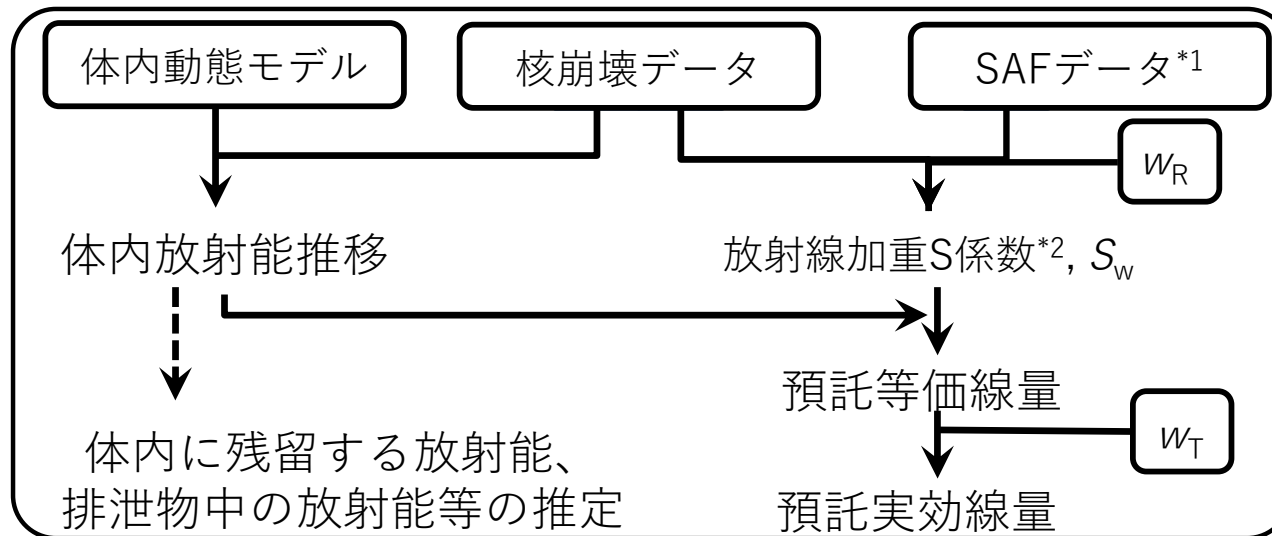 体内動態モデル
核崩壊データ
SAFデータ*1
wR
体内放射能推移
放射線加重S係数*2, Sw
預託等価線量
wT
体内に残留する放射能、
排泄物中の放射能等の推定
預託実効線量